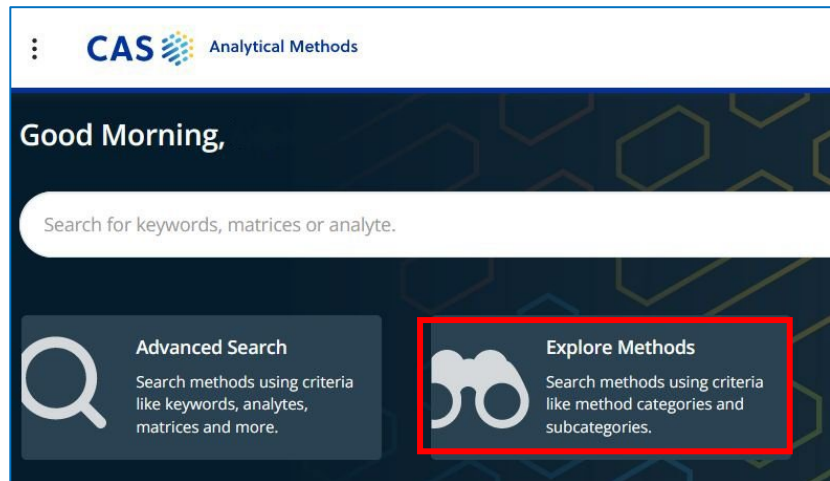 CAS Analytical Methods
Good Morning,
Search for keywords, matrices or analyte.
Advanced Search
Search methods using criteria
like keywords, analytes,
matrices and more.
Explore Methods
Search methods using criteria
like method categories and
subcategories.